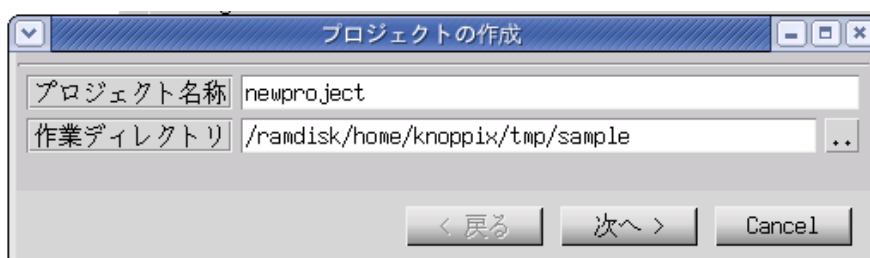 プロジェクトの作成
プロジェクト名称 newproject
作業ディレクトリ /ramdisk/home/knoppix/tmp/sample ..
< 戻る 次へ > Cancel